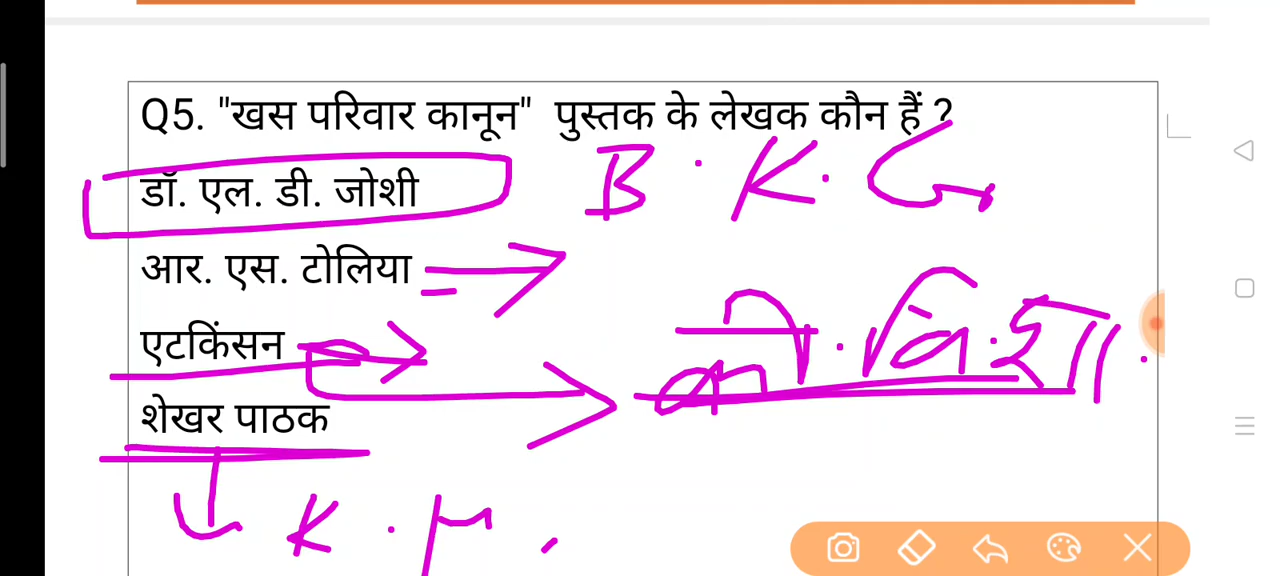 Q5. "खस परिवार कानून" पुस्तक के लेखक कौन हैं ?
डॉ. एल. डी. जोशी
B . K . G
आर. एस. टोलिया
एटकिंसन
शेखर पाठक
K .